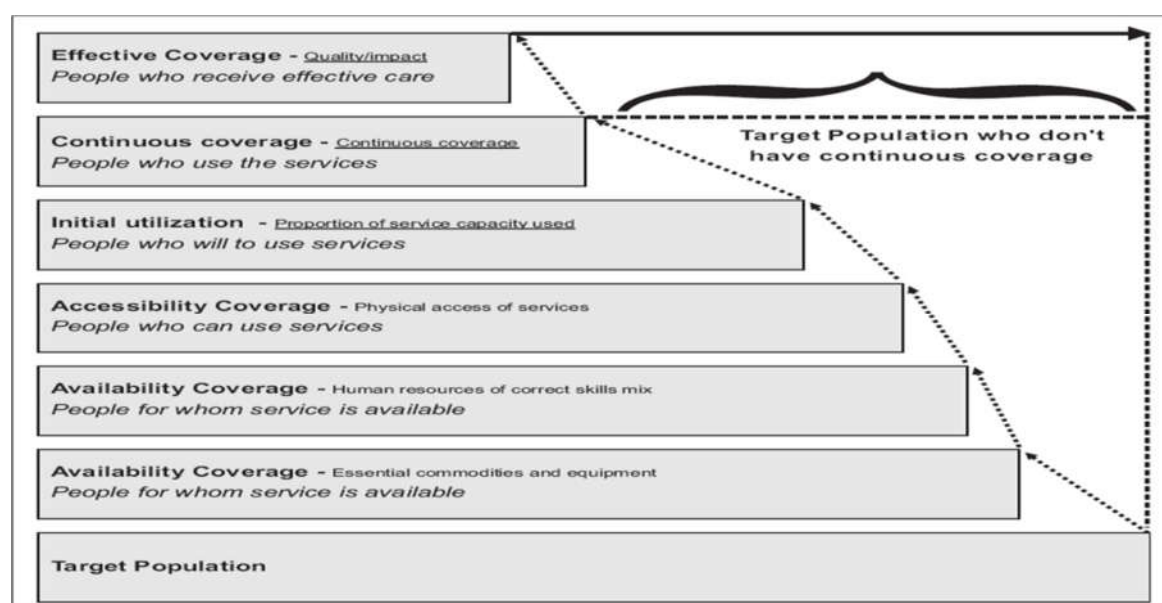 Effective Coverage - Quality/impact
People who receive effective care
Continuous coverage - Continuous coverage
People who use the services
Target Population who don't
have continuous coverage
Initial utilization - Proportion of service capacity used
People who will to use services
Accessibility Coverage - Physical access of services
People who can use services
Availability Coverage - Human resources of correct skills mix
People for whom service is available
Availability Coverage - Essential commodities and equipment
People for whom service is available
Target Population